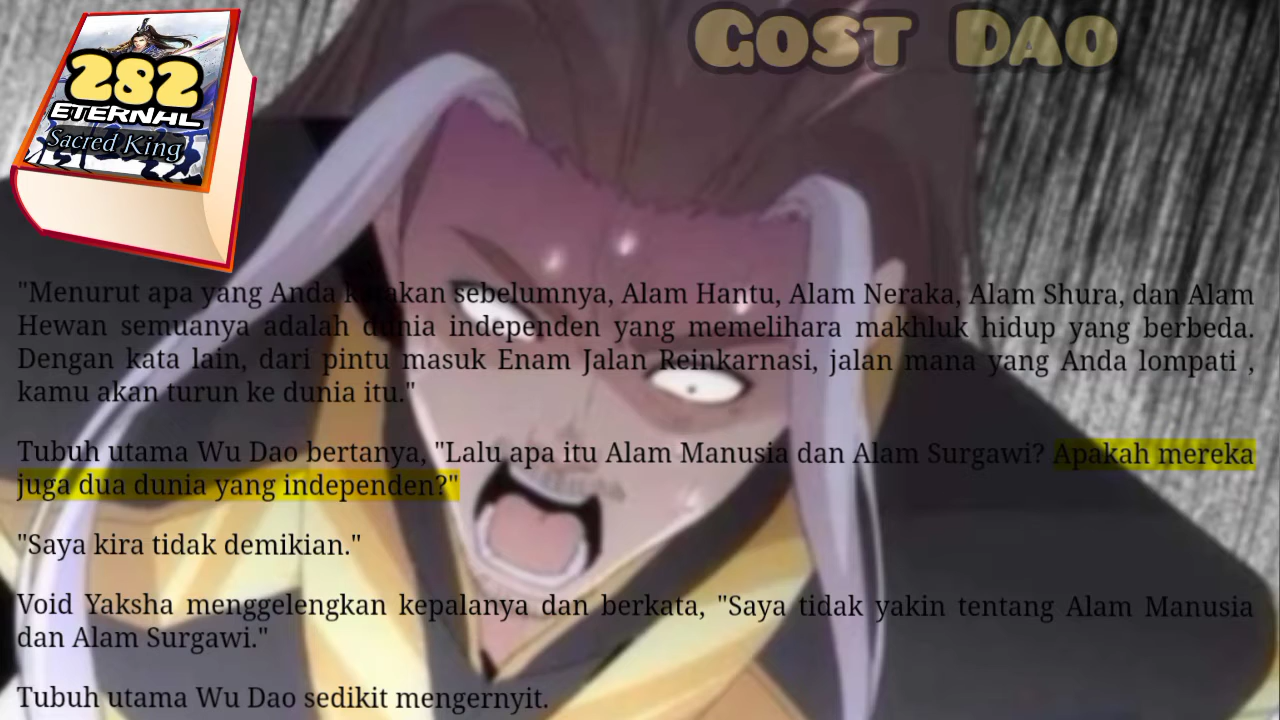 GOST DAO
282
ETERNAL
Sacred King
"Menurut apa yang Anda katakan sebelumnya, Alam Hantu, Alam Neraka, Alam Shura, dan Alam
Hewan semuanya adalah dunia independen yang memelihara makhluk hidup yang berbeda.
Dengan kata lain, dari pintu masuk Enam Jalan Reinkarnasi, jalan mana yang Anda lompati ,
kamu akan turun ke dunia itu."
Tubuh utama Wu Dao bertanya, "Lalu apa itu Alam Manusia dan Alam Surgawi? Apakah mereka
juga dua dunia yang independen?"
"Saya kira tidak demikian."
Void Yaksha menggelengkan kepalanya dan berkata, "Saya tidak yakin tentang Alam Manusia
dan Alam Surgawi."
Tubuh utama Wu Dao sedikit mengernyit.